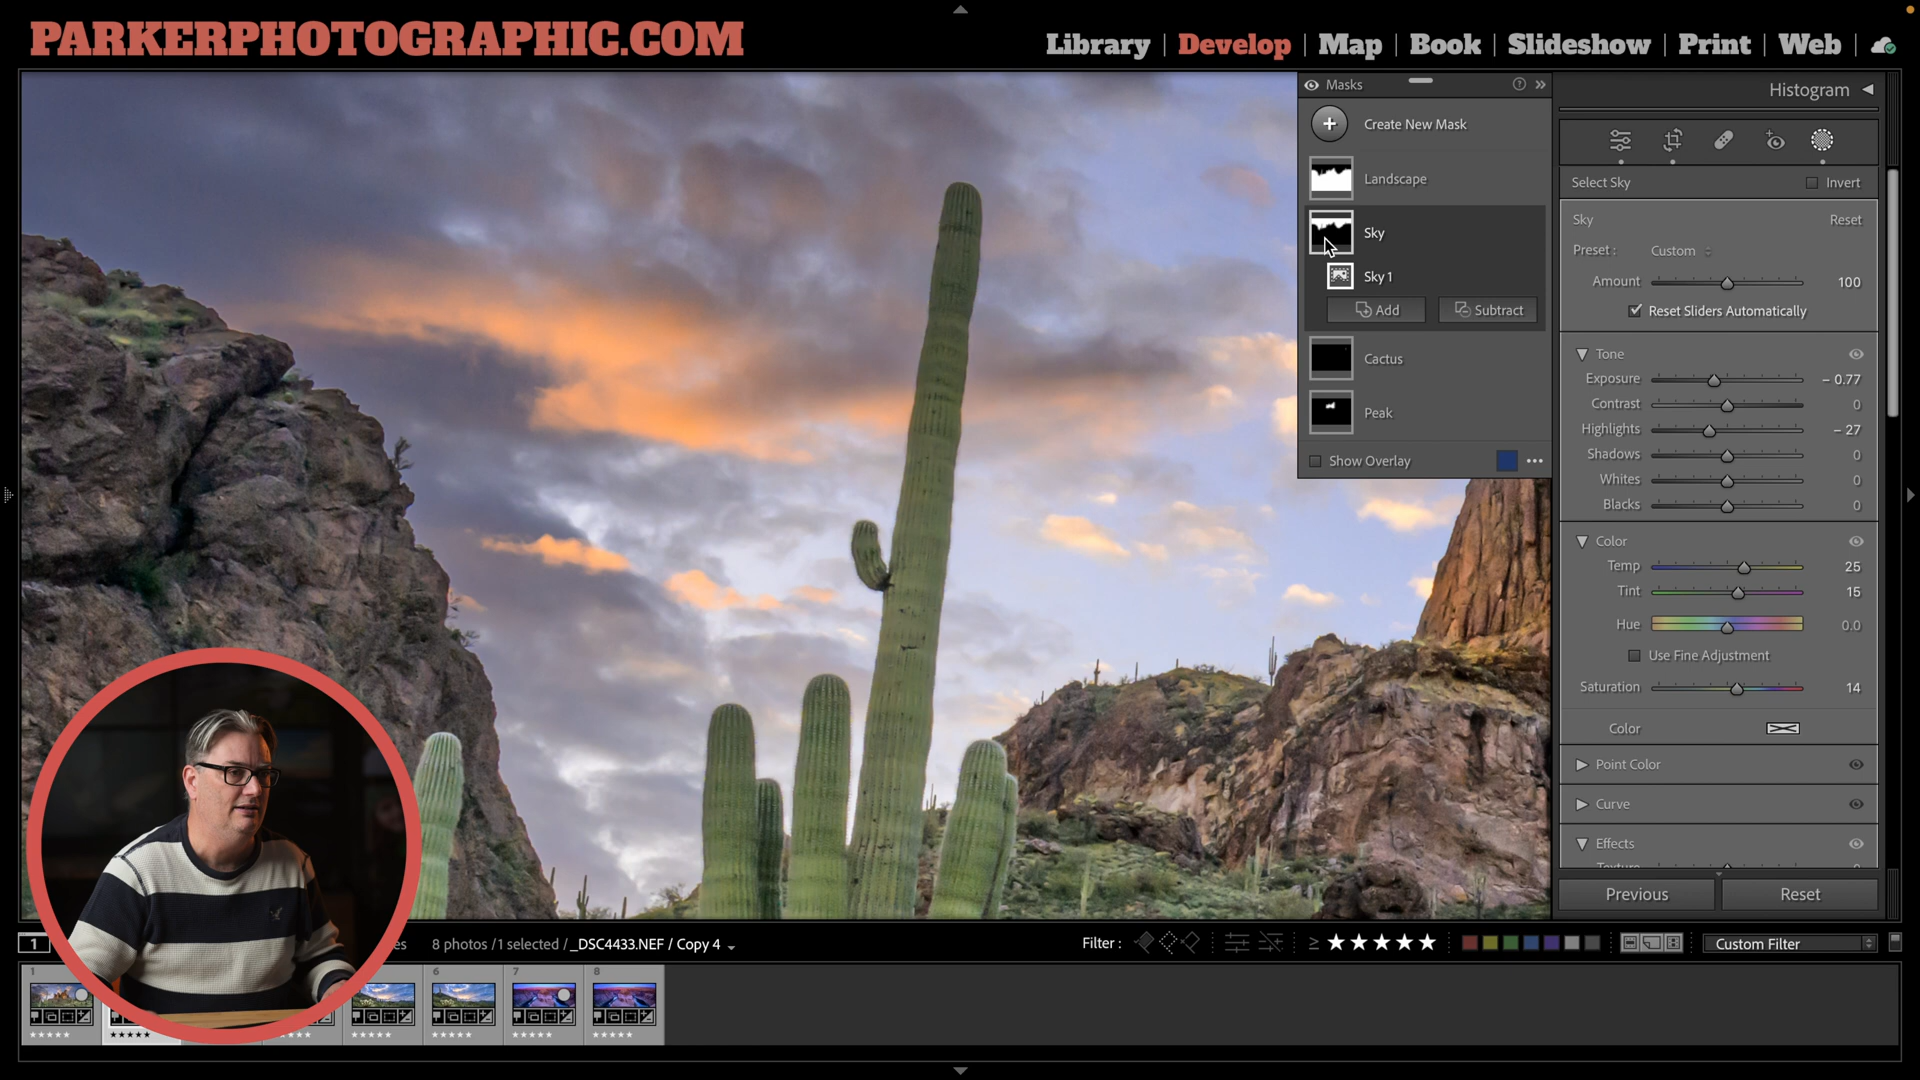 PARKERPHOTOGRAPHIC.COM
Library | Develop | Map | Book | Slideshow | Print | Web |
Masks
Create New Mask
Landscape
Sky
Sky 1
Add Subtract
Cactus
Peak
Show Overlay
Histogram
Select Sky Invert
Sky Reset
Preset : Custom
Amount 100
Reset Sliders Automatically
Tone
Exposure – 0.77
Contrast 0
Highlights – 27
Shadows 0
Whites 0
Blacks 0
Color
Temp 25
Tint 15
Hue 0.0
Use Fine Adjustment
Saturation 14
Color
Point Color
Curve
Effects
Texture 0
Previous Reset
1 es 8 photos / 1 selected / _DSC4433.NEF / Copy 4
Filter : ≥ ★★★★★ Custom Filter
1 6 7 8